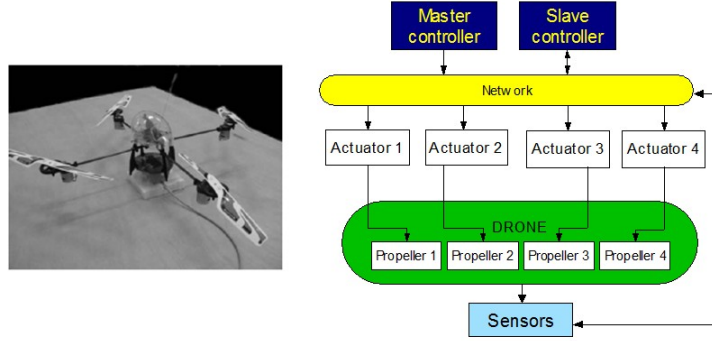 Master
controller
Slave
controller
Network
Actuator 1
Actuator 2
Actuator 3
Actuator 4
DRONE
Propeller 1
Propeller 2
Propeller 3
Propeller 4
Sensors